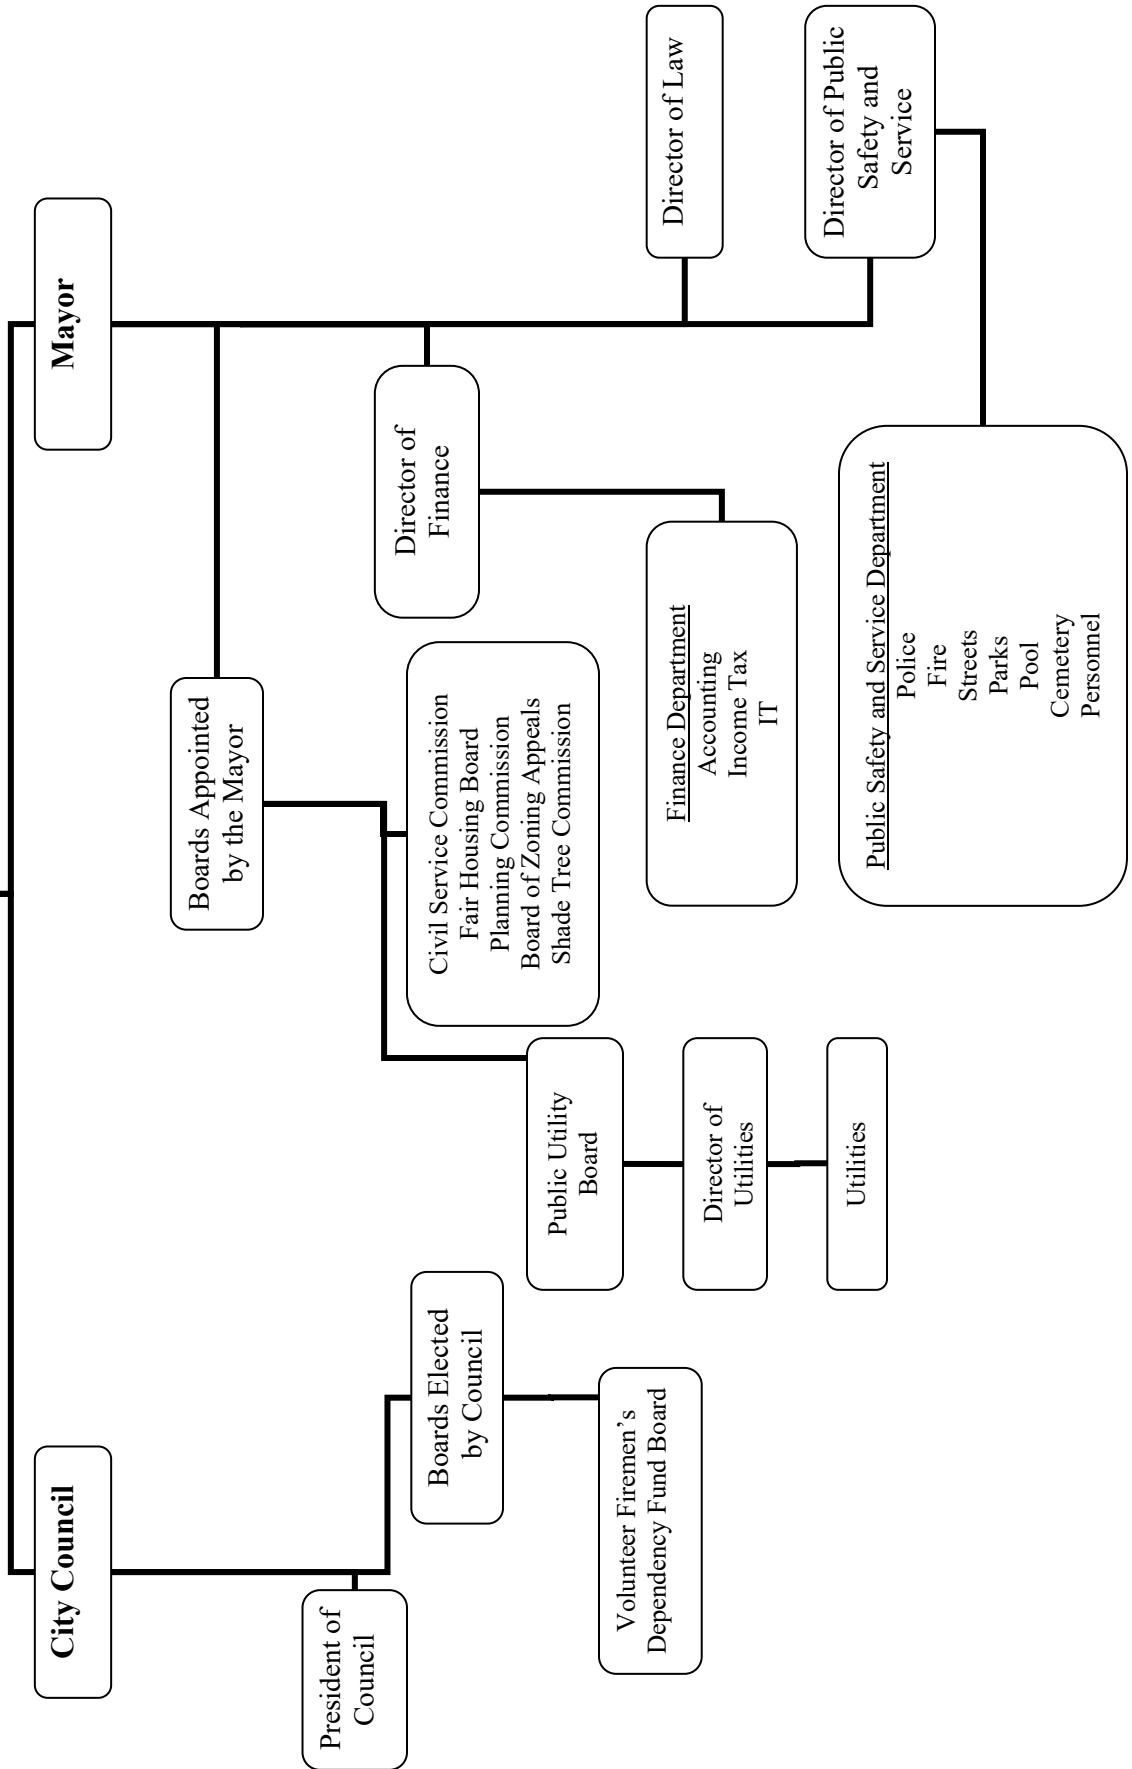 City Council
Mayor
Boards Appointed
by the Mayor
President of
Council
Director of
Finance
Boards Elected
by Council
Civil Service Commission
Fair Housing Board
Planning Commission
Board of Zoning Appeals
Shade Tree Commission
Public Utility
Board
Volunteer Firemen’s
Dependency Fund Board
Director of Law
Finance Department
Accounting
Income Tax
IT
Director of
Utilities
Director of Public
Safety and
Service
Utilities
Public Safety and Service Department
Police
Fire
Streets
Parks
Pool
Cemetery
Personnel